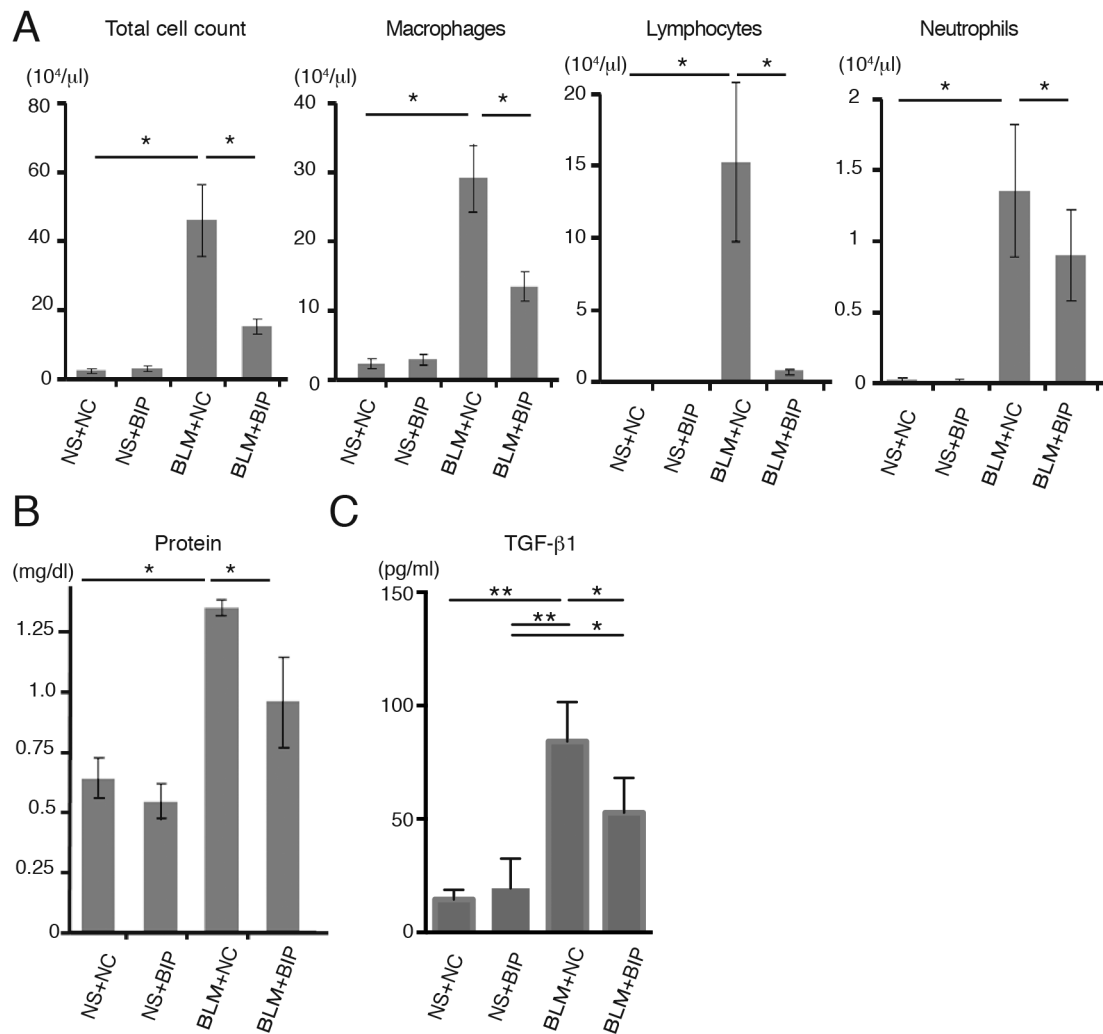 A
Total cell count
Macrophages
Lymphocytes
Neutrophils
(10⁴/μl)
(10⁴/μl)
(10⁴/μl)
(10⁴/μl)
* *
* *
* *
* *
80
60
40
20
0
NS+NC
NS+BIP
BLM+NC
BLM+BIP
40
30
20
10
0
NS+NC
NS+BIP
BLM+NC
BLM+BIP
20
15
10
5
0
NS+NC
NS+BIP
BLM+NC
BLM+BIP
2
1.5
1
0.5
0
NS+NC
NS+BIP
BLM+NC
BLM+BIP
B
Protein
(mg/dl)
* *
1.25
1.0
0.75
0.5
0.25
0
NS+NC
NS+BIP
BLM+NC
BLM+BIP
C
TGF-β1
(pg/ml)
** *
** *
150
100
50
0
NS+NC
NS+BIP
BLM+NC
BLM+BIP